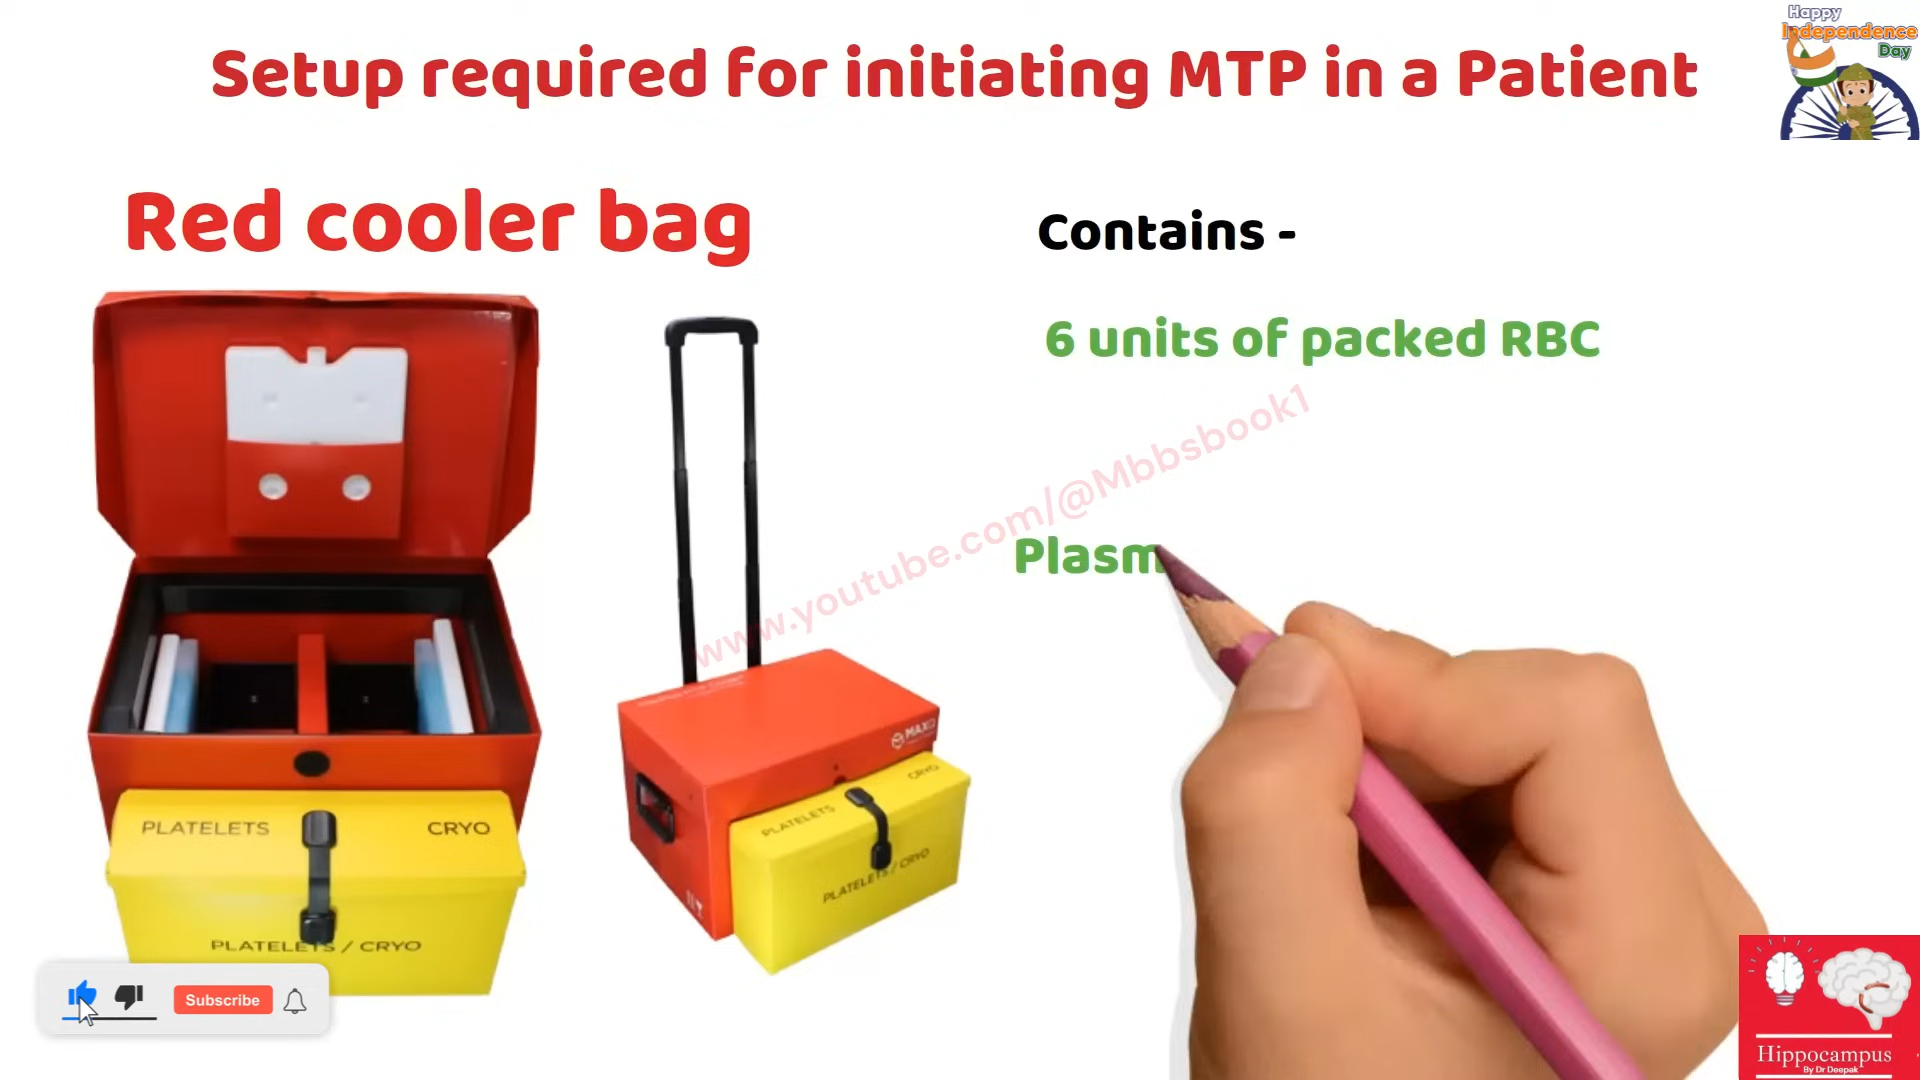 Happy
Independence
Day
Setup required for initiating MTP in a Patient
Red cooler bag
Contains -
6 units of packed RBC
www.youtube.com/@Mbbsbook1
Plasm
PLATELETS
CRYO
PLATELETS / CRYO
MAXQ
PLATELETS
CRYO
PLATELETS / CRYO
Subscribe
Hippocampus
By Dr Deepak